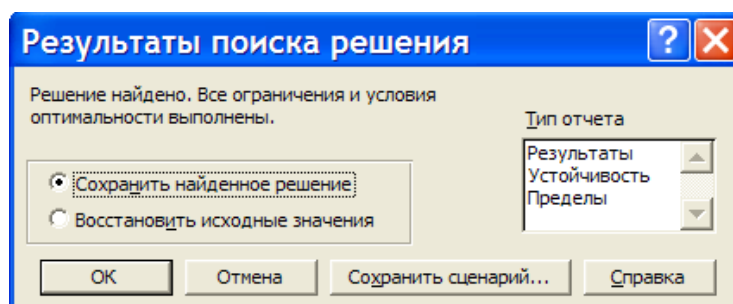 Результаты поиска решения
Решение найдено. Все ограничения и условия
оптимальности выполнены.
Тип отчета
Результаты
Устойчивость
Пределы
Сохранить найденное решение
Восстановить исходные значения
ОК
Отмена
Сохранить сценарий...
Справка